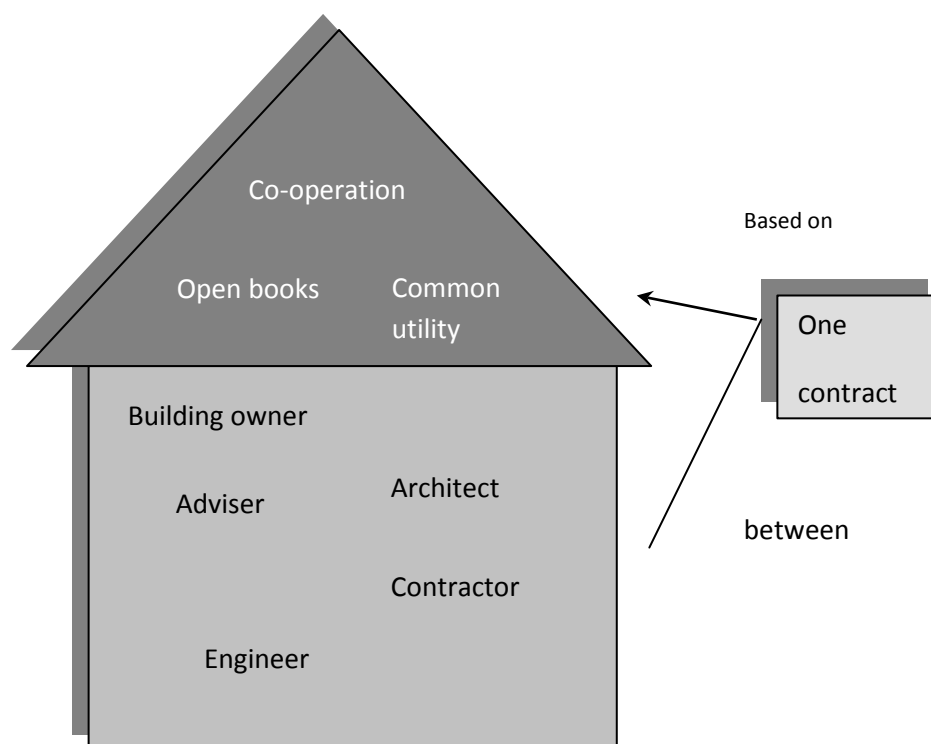 Co-operation
Based on
Open books
Common
utility
One
contract
Building owner
Adviser
Architect
between
Contractor
Engineer